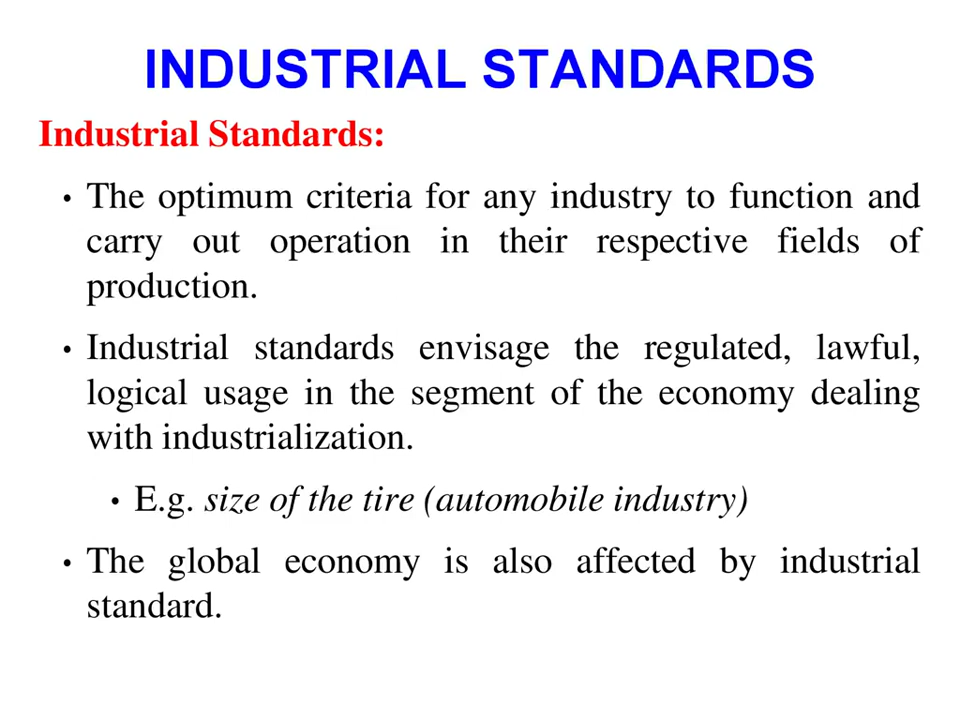 INDUSTRIAL STANDARDS
Industrial Standards:
• The optimum criteria for any industry to function and
carry out operation in their respective fields of
production.
• Industrial standards envisage the regulated, lawful,
logical usage in the segment of the economy dealing
with industrialization.
• E.g. size of the tire (automobile industry)
• The global economy is also affected by industrial
standard.